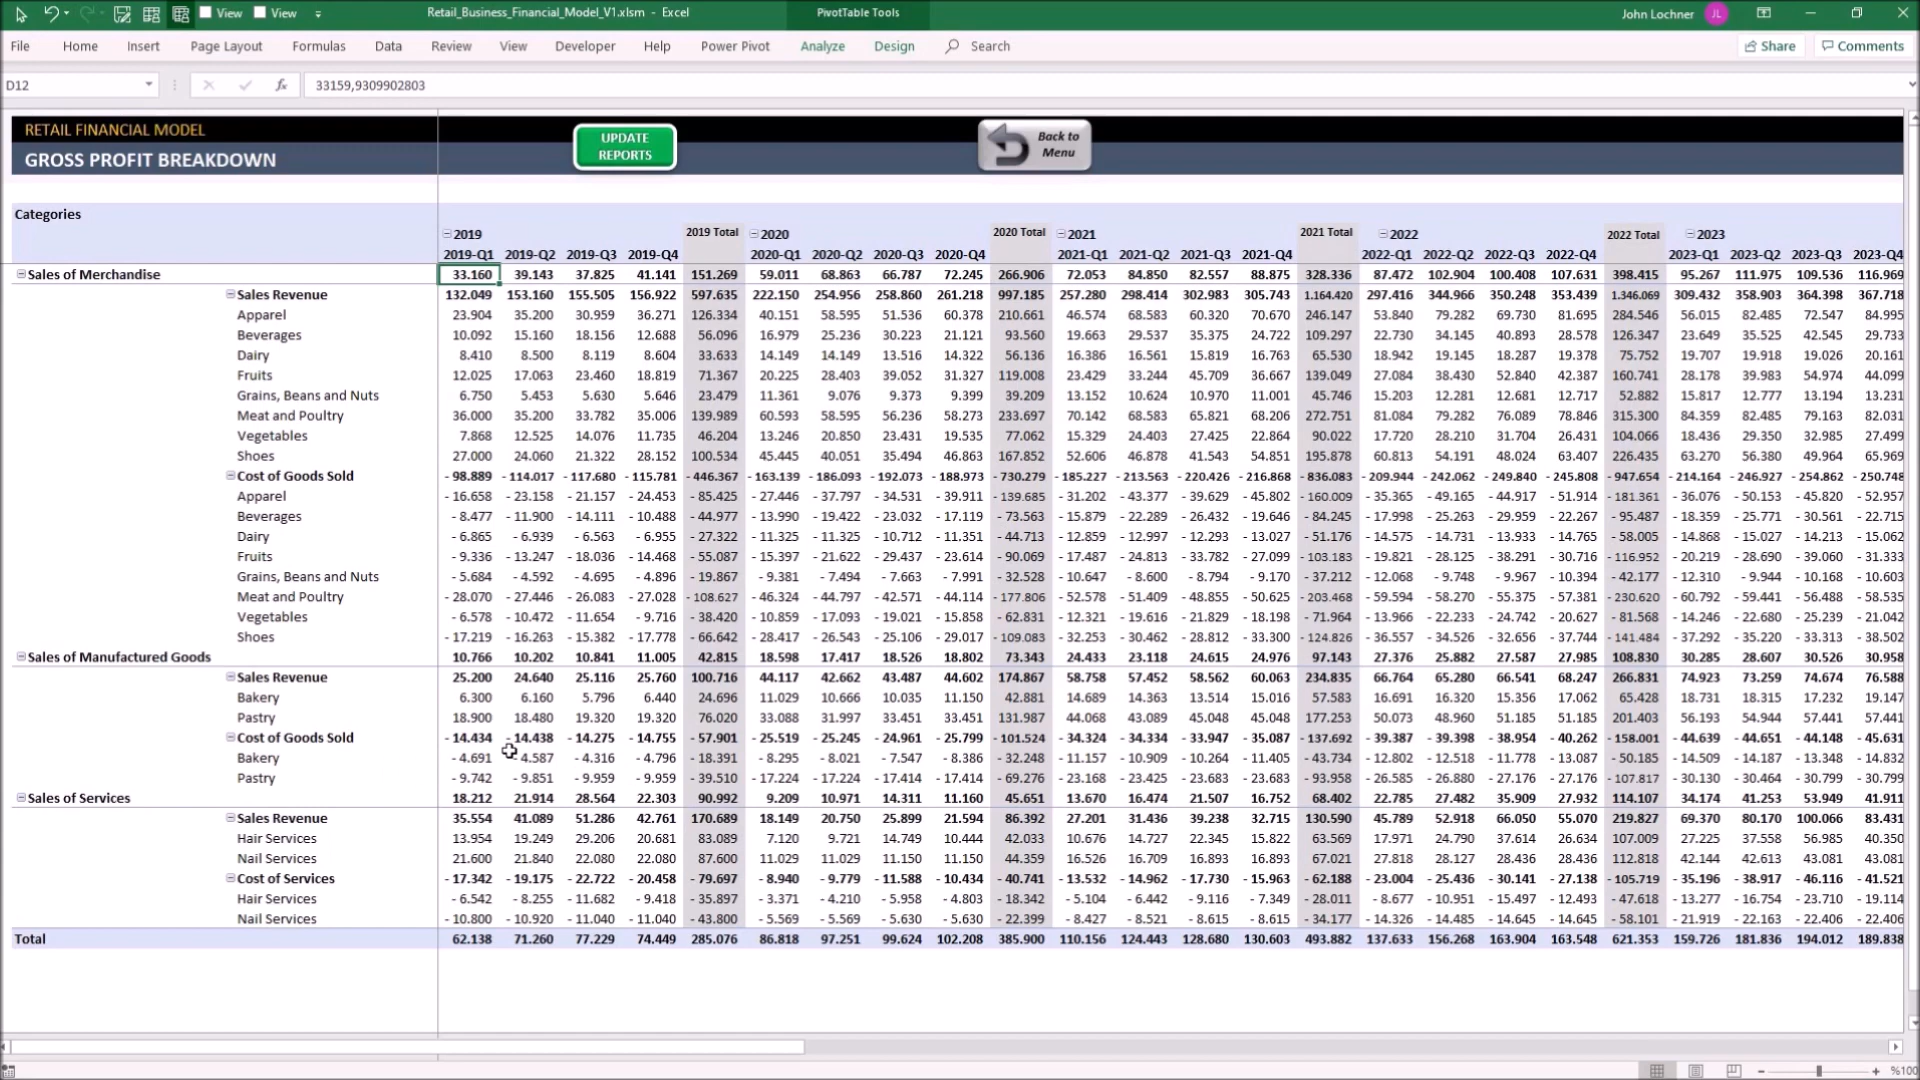 View View Retail_Business_Financial_Model_V1.xlsm - Excel PivotTable Tools John Lochner JL
File Home Insert Page Layout Formulas Data Review View Developer Help Power Pivot Analyze Design Search Share Comments
D12 fx 33159,9309902803
RETAIL FINANCIAL MODEL
GROSS PROFIT BREAKDOWN
UPDATE
REPORTS
Back to
Menu
Categories
2019 2019 Total 2020 2020 Total 2021 2021 Total 2022 2022 Total 2023
2019-Q1 2019-Q2 2019-Q3 2019-Q4 2020-Q1 2020-Q2 2020-Q3 2020-Q4 2021-Q1 2021-Q2 2021-Q3 2021-Q4 2022-Q1 2022-Q2 2022-Q3 2022-Q4 2023-Q1 2023-Q2 2023-Q3 2023-Q4
Sales of Merchandise 33.160 39.143 37.825 41.141 151.269 59.011 68.863 66.787 72.245 266.906 72.053 84.850 82.557 88.875 328.336 87.472 102.904 100.408 107.631 398.415 95.267 111.975 109.536 116.969
Sales Revenue 132.049 153.160 155.505 156.922 597.635 222.150 254.956 258.860 261.218 997.185 257.280 298.414 302.983 305.743 1.164.420 297.416 344.966 350.248 353.439 1.346.069 309.432 358.903 364.398 367.718
Apparel 23.904 35.200 30.959 36.271 126.334 40.151 58.595 51.536 60.378 210.661 46.574 68.583 60.320 70.670 246.147 53.840 79.282 69.730 81.695 284.546 56.015 82.485 72.547 84.995
Beverages 10.092 15.160 18.156 12.688 56.096 16.979 25.236 30.223 21.121 93.560 19.663 29.537 35.375 24.722 109.297 22.730 34.145 40.893 28.578 126.347 23.649 35.525 42.545 29.733
Dairy 8.410 8.500 8.119 8.604 33.633 14.149 14.149 13.516 14.322 56.136 16.386 16.561 15.819 16.763 65.530 18.942 19.145 18.287 19.378 75.752 19.707 19.918 19.026 20.161
Fruits 12.025 17.063 23.460 18.819 71.367 20.225 28.403 39.052 31.327 119.008 23.429 33.244 45.709 36.667 139.049 27.084 38.430 52.840 42.387 160.741 28.178 39.983 54.974 44.099
Grains, Beans and Nuts 6.750 5.453 5.630 5.646 23.479 11.361 9.076 9.373 9.399 39.209 13.152 10.624 10.970 11.001 45.746 15.203 12.281 12.681 12.717 52.882 15.817 12.777 13.194 13.231
Meat and Poultry 36.000 35.200 33.782 35.006 139.989 60.593 58.595 56.236 58.273 233.697 70.142 68.583 65.821 68.206 272.751 81.084 79.282 76.089 78.846 315.300 84.359 82.485 79.163 82.031
Vegetables 7.868 12.525 14.076 11.735 46.204 13.246 20.850 23.431 19.535 77.062 15.329 24.403 27.425 22.864 90.022 17.720 28.210 31.704 26.431 104.066 18.436 29.350 32.985 27.499
Shoes 27.000 24.060 21.322 28.152 100.534 45.445 40.051 35.494 46.863 167.852 52.606 46.878 41.543 54.851 195.878 60.813 54.191 48.024 63.407 226.435 63.270 56.380 49.964 65.969
Cost of Goods Sold - 98.889 - 114.017 - 117.680 - 115.781 - 446.367 - 163.139 - 186.093 - 192.073 - 188.973 - 730.279 - 185.227 - 213.563 - 220.426 - 216.868 - 836.083 - 209.944 - 242.062 - 249.840 - 245.808 - 947.654 - 214.164 - 246.927 - 254.862 - 250.748
Apparel - 16.658 - 23.158 - 21.157 - 24.453 - 85.425 - 27.446 - 37.797 - 34.531 - 39.911 - 139.685 - 31.202 - 43.377 - 39.629 - 45.802 - 160.009 - 35.365 - 49.165 - 44.917 - 51.914 - 181.361 - 36.076 - 50.153 - 45.820 - 52.957
Beverages - 8.477 - 11.900 - 14.111 - 10.488 - 44.977 - 13.990 - 19.422 - 23.032 - 17.119 - 73.563 - 15.879 - 22.289 - 26.432 - 19.646 - 84.245 - 17.998 - 25.263 - 29.959 - 22.267 - 95.487 - 18.359 - 25.771 - 30.561 - 22.715
Dairy - 6.865 - 6.939 - 6.563 - 6.955 - 27.322 - 11.325 - 11.325 - 10.712 - 11.351 - 44.713 - 12.859 - 12.997 - 12.293 - 13.027 - 51.176 - 14.575 - 14.731 - 13.933 - 14.765 - 58.005 - 14.868 - 15.027 - 14.213 - 15.062
Fruits - 9.336 - 13.247 - 18.036 - 14.468 - 55.087 - 15.397 - 21.622 - 29.437 - 23.614 - 90.069 - 17.487 - 24.813 - 33.782 - 27.099 - 103.183 - 19.821 - 28.125 - 38.291 - 30.716 - 116.952 - 20.219 - 28.690 - 39.060 - 31.333
Grains, Beans and Nuts - 5.684 - 4.592 - 4.695 - 4.896 - 19.867 - 9.381 - 7.494 - 7.663 - 7.991 - 32.528 - 10.647 - 8.600 - 8.794 - 9.170 - 37.212 - 12.068 - 9.748 - 9.967 - 10.394 - 42.177 - 12.310 - 9.944 - 10.168 - 10.603
Meat and Poultry - 28.070 - 27.446 - 26.083 - 27.028 - 108.627 - 46.324 - 44.797 - 42.571 - 44.114 - 177.806 - 52.578 - 51.409 - 48.855 - 50.625 - 203.468 - 59.594 - 58.270 - 55.375 - 57.381 - 230.620 - 60.792 - 59.441 - 56.488 - 58.535
Vegetables - 6.578 - 10.472 - 11.654 - 9.716 - 38.420 - 10.859 - 17.093 - 19.021 - 15.858 - 62.831 - 12.321 - 19.616 - 21.829 - 18.198 - 71.964 - 13.966 - 22.233 - 24.742 - 20.627 - 81.568 - 14.246 - 22.680 - 25.239 - 21.042
Shoes - 17.219 - 16.263 - 15.382 - 17.778 - 66.642 - 28.417 - 26.543 - 25.106 - 29.017 - 109.083 - 32.253 - 30.462 - 28.812 - 33.300 - 124.826 - 36.557 - 34.526 - 32.656 - 37.744 - 141.484 - 37.292 - 35.220 - 33.313 - 38.502
Sales of Manufactured Goods 10.766 10.202 10.841 11.005 42.815 18.598 17.417 18.526 18.802 73.343 24.433 23.118 24.615 24.976 97.143 27.376 25.882 27.587 27.985 108.830 30.285 28.607 30.526 30.958
Sales Revenue 25.200 24.640 25.116 25.760 100.716 44.117 42.662 43.487 44.602 174.867 58.758 57.452 58.562 60.063 234.835 66.764 65.280 66.541 68.247 266.831 74.923 73.259 74.674 76.588
Bakery 6.300 6.160 5.796 6.440 24.696 11.029 10.666 10.035 11.150 42.881 14.689 14.363 13.514 15.016 57.583 16.691 16.320 15.356 17.062 65.428 18.731 18.315 17.232 19.147
Pastry 18.900 18.480 19.320 19.320 76.020 33.088 31.997 33.451 33.451 131.987 44.068 43.089 45.048 45.048 177.253 50.073 48.960 51.185 51.185 201.403 56.193 54.944 57.441 57.441
Cost of Goods Sold - 14.434 - 14.438 - 14.275 - 14.755 - 57.901 - 25.519 - 25.245 - 24.961 - 25.799 - 101.524 - 34.324 - 34.334 - 33.947 - 35.087 - 137.692 - 39.387 - 39.398 - 38.954 - 40.262 - 158.001 - 44.639 - 44.651 - 44.148 - 45.631
Bakery - 4.691 - 4.587 - 4.316 - 4.796 - 18.391 - 8.295 - 8.021 - 7.547 - 8.386 - 32.248 - 11.157 - 10.909 - 10.264 - 11.405 - 43.734 - 12.802 - 12.518 - 11.778 - 13.087 - 50.185 - 14.509 - 14.187 - 13.348 - 14.832
Pastry - 9.742 - 9.851 - 9.959 - 9.959 - 39.510 - 17.224 - 17.224 - 17.414 - 17.414 - 69.276 - 23.168 - 23.425 - 23.683 - 23.683 - 93.958 - 26.585 - 26.880 - 27.176 - 27.176 - 107.817 - 30.130 - 30.464 - 30.799 - 30.799
Sales of Services 18.212 21.914 28.564 22.303 90.992 9.209 10.971 14.311 11.160 45.651 13.670 16.474 21.507 16.752 68.402 22.785 27.482 35.909 27.932 114.107 34.174 41.253 53.949 41.911
Sales Revenue 35.554 41.089 51.286 42.761 170.689 18.149 20.750 25.899 21.594 86.392 27.201 31.436 39.238 32.715 130.590 45.789 52.918 66.050 55.070 219.827 69.370 80.170 100.066 83.431
Hair Services 13.954 19.249 29.206 20.681 83.089 7.120 9.721 14.749 10.444 42.033 10.676 14.727 22.345 15.822 63.569 17.971 24.790 37.614 26.634 107.009 27.225 37.558 56.985 40.350
Nail Services 21.600 21.840 22.080 22.080 87.600 11.029 11.029 11.150 11.150 44.359 16.526 16.709 16.893 16.893 67.021 27.818 28.127 28.436 28.436 112.818 42.144 42.613 43.081 43.081
Cost of Services - 17.342 - 19.175 - 22.722 - 20.458 - 79.697 - 8.940 - 9.779 - 11.588 - 10.434 - 40.741 - 13.532 - 14.962 - 17.730 - 15.963 - 62.188 - 23.004 - 25.436 - 30.141 - 27.138 - 105.719 - 35.196 - 38.917 - 46.116 - 41.521
Hair Services - 6.542 - 8.255 - 11.682 - 9.418 - 35.897 - 3.371 - 4.210 - 5.958 - 4.803 - 18.342 - 5.104 - 6.442 - 9.116 - 7.349 - 28.011 - 8.677 - 10.951 - 15.497 - 12.493 - 47.618 - 13.277 - 16.754 - 23.710 - 19.114
Nail Services - 10.800 - 10.920 - 11.040 - 11.040 - 43.800 - 5.569 - 5.569 - 5.630 - 5.630 - 22.399 - 8.427 - 8.521 - 8.615 - 8.615 - 34.177 - 14.326 - 14.485 - 14.645 - 14.645 - 58.101 - 21.919 - 22.163 - 22.406 - 22.406
Total 62.138 71.260 77.229 74.449 285.076 86.818 97.251 99.624 102.208 385.900 110.156 124.443 128.680 130.603 493.882 137.633 156.268 163.904 163.548 621.353 159.726 181.836 194.012 189.838
%100